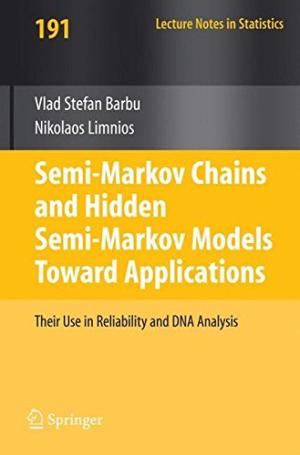 191
Lecture Notes in Statistics
Vlad Stefan Barbu
Nikolaos Limnios
Semi-Markov Chains
and Hidden
Semi-Markov Models
Toward Applications
Their Use in Reliability and DNA Analysis
Springer